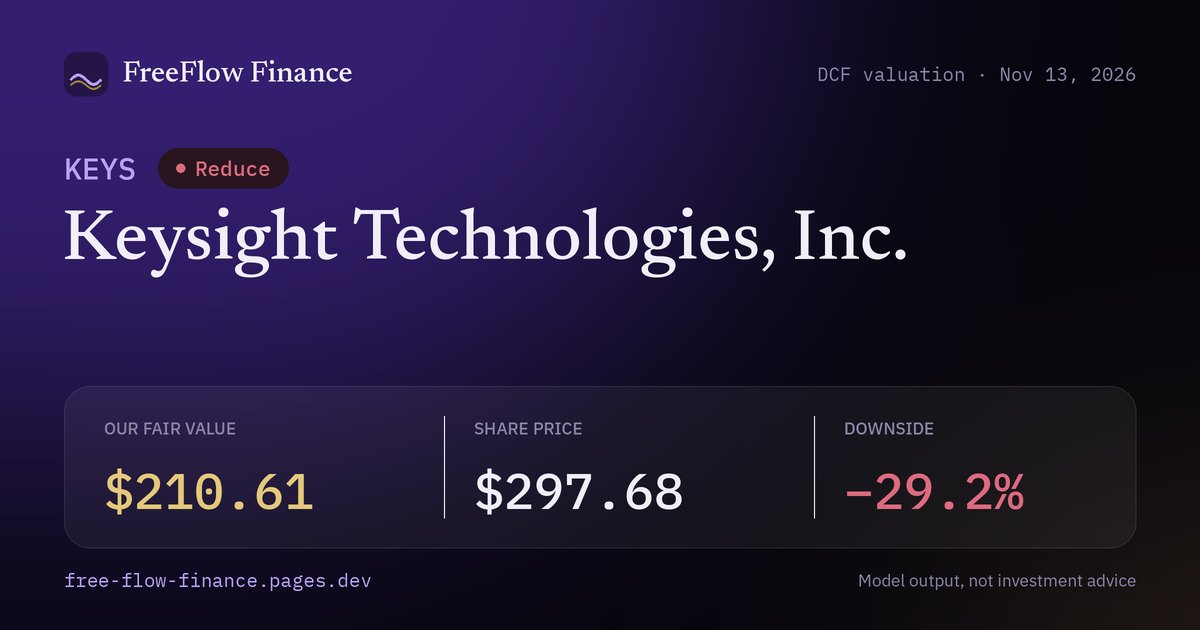 FreeFlow Finance
DCF valuation · Nov 13, 2026
KEYS
Reduce
Keysight Technologies, Inc.
OUR FAIR VALUE
SHARE PRICE
DOWNSIDE
$210.61
$297.68
−29.2%
free-flow-finance.pages.dev
Model output, not investment advice